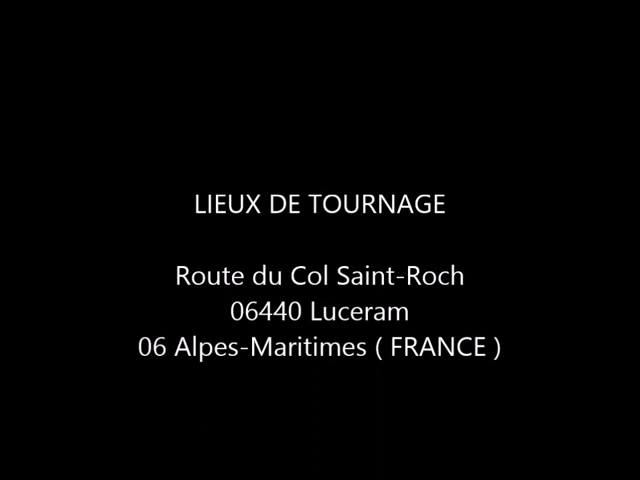 LIEUX DE TOURNAGE
Route du Col Saint-Roch
06440 Luceram
06 Alpes-Maritimes ( FRANCE )